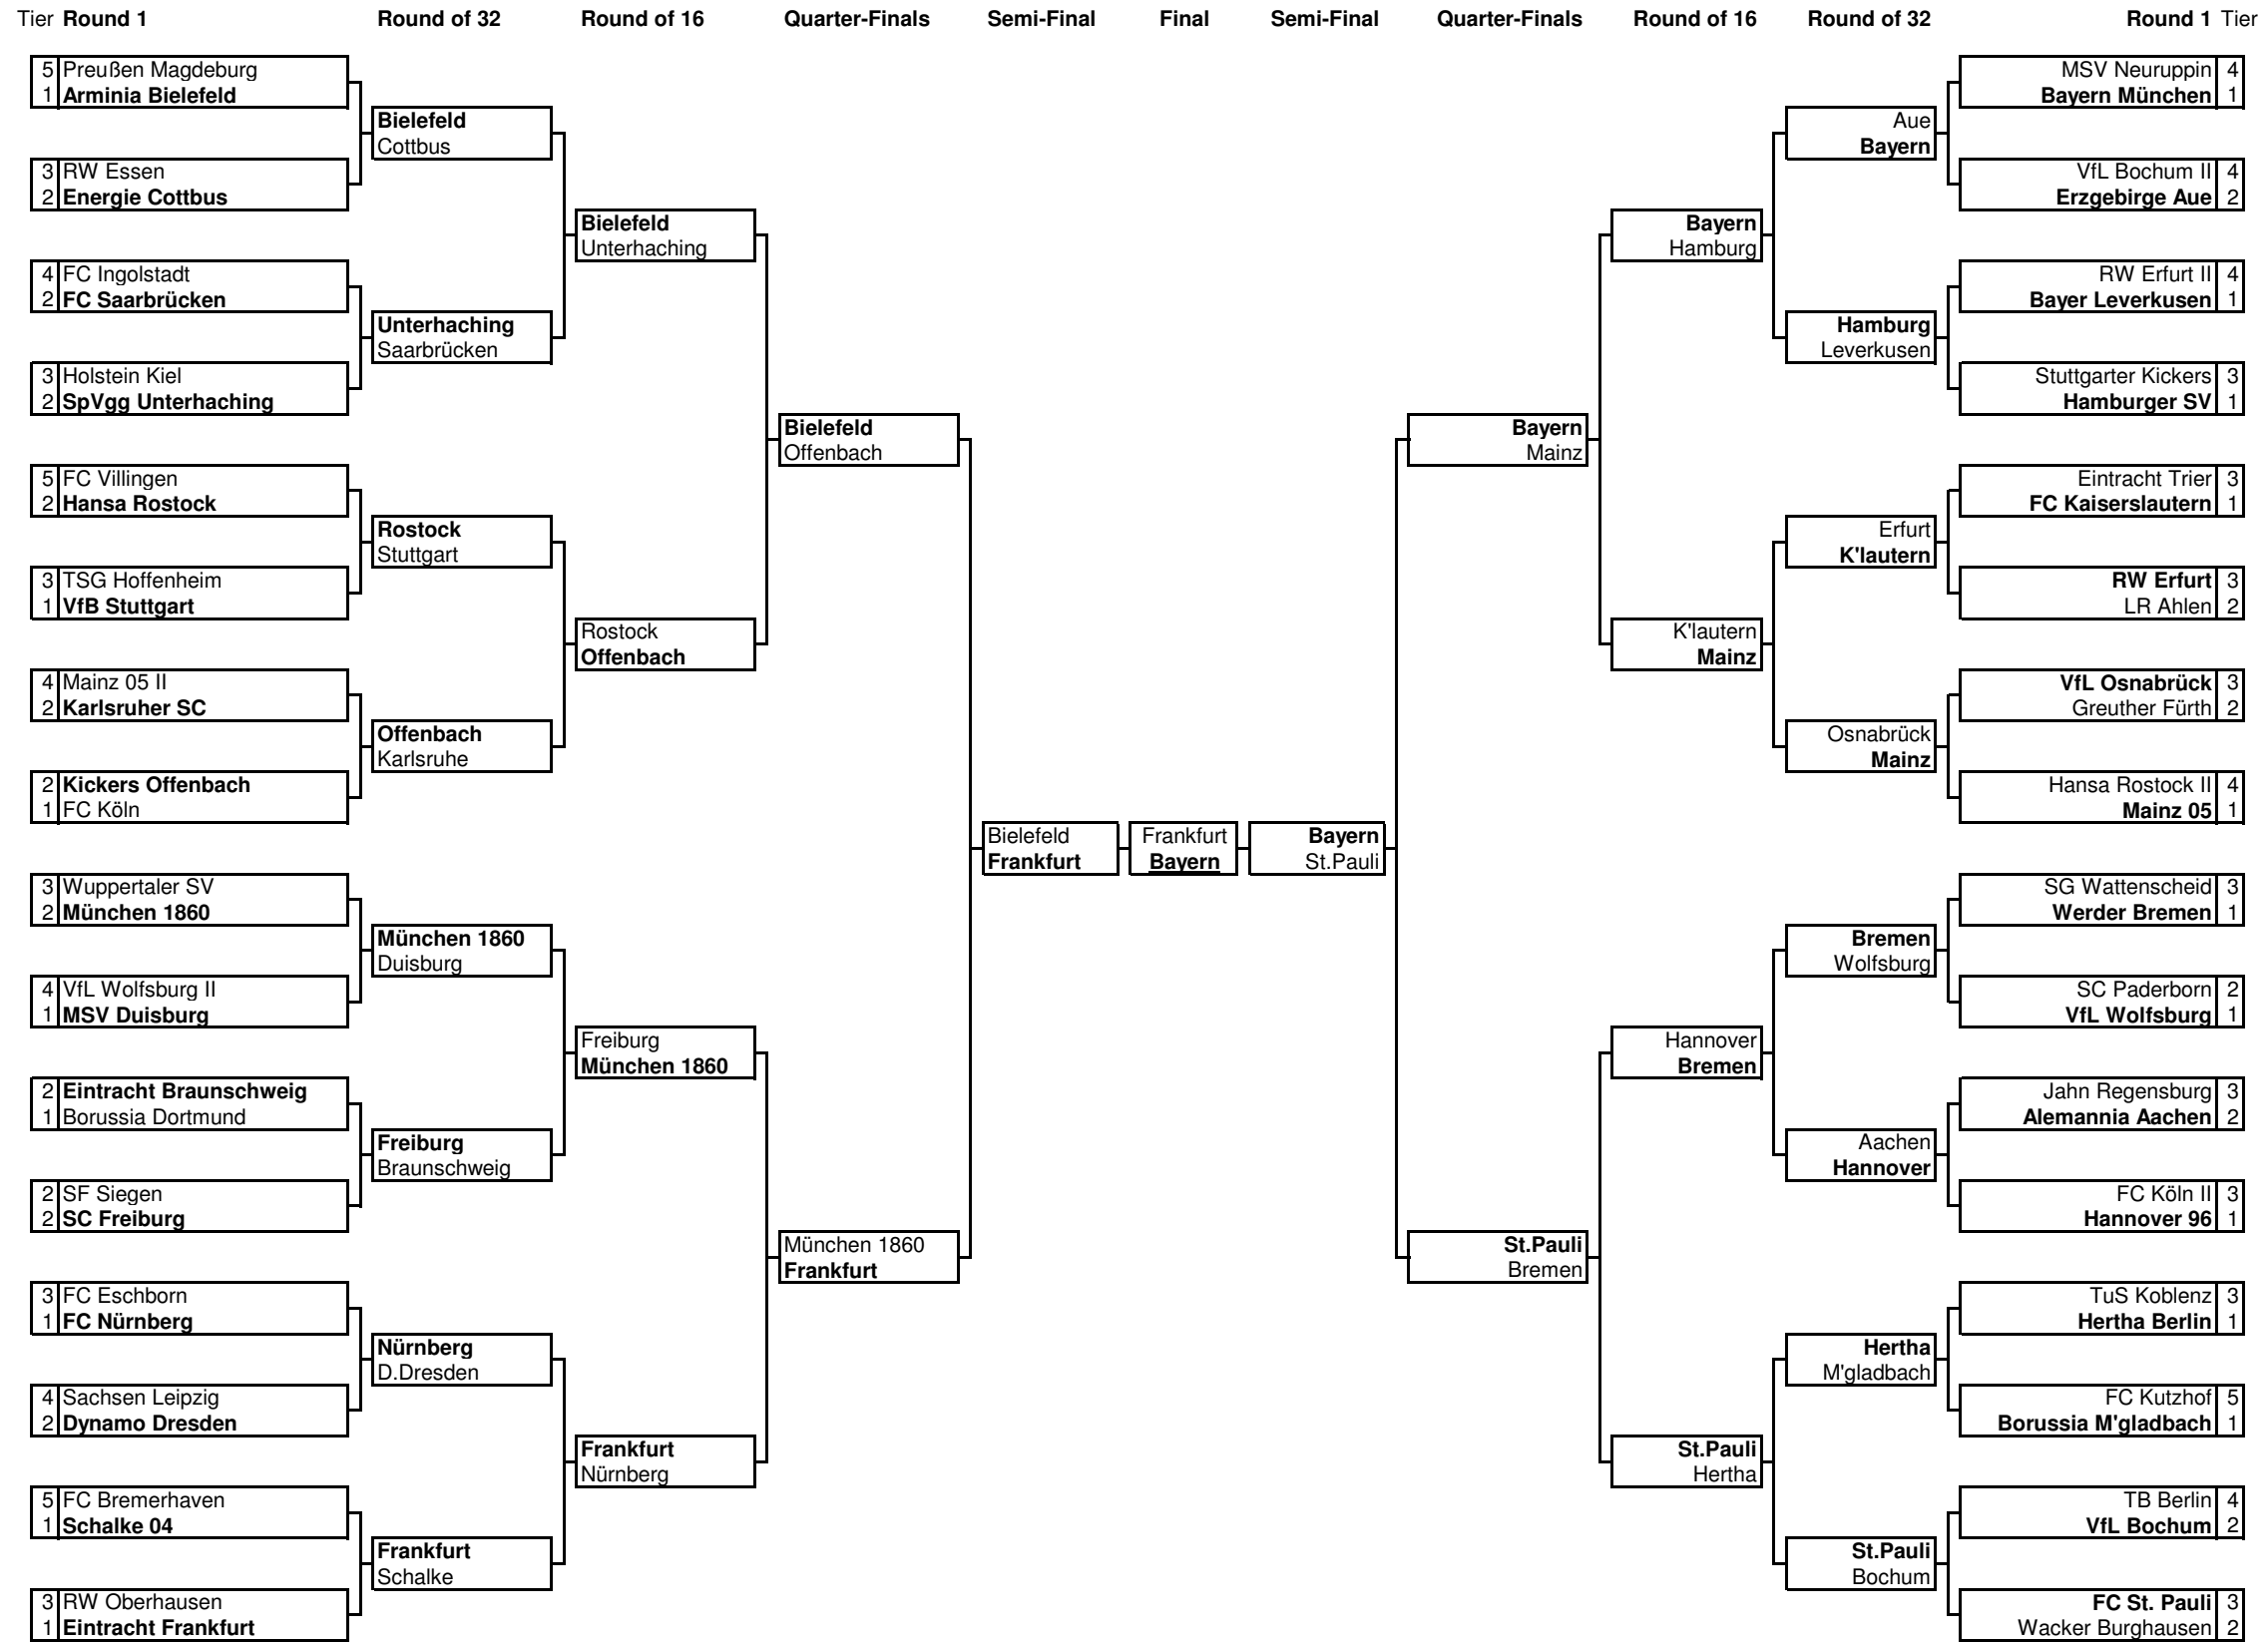 Tier Round 1 Round of 32 Round of 16 Quarter-Finals Semi-Final Final Semi-Final Quarter-Finals Round of 16 Round of 32 Round 1 Tier
5 Preußen Magdeburg
1 Arminia Bielefeld
3 RW Essen
2 Energie Cottbus
4 FC Ingolstadt
2 FC Saarbrücken
3 Holstein Kiel
2 SpVgg Unterhaching
5 FC Villingen
2 Hansa Rostock
3 TSG Hoffenheim
1 VfB Stuttgart
4 Mainz 05 II
2 Karlsruher SC
2 Kickers Offenbach
1 FC Köln
3 Wuppertaler SV
2 München 1860
4 VfL Wolfsburg II
1 MSV Duisburg
2 Eintracht Braunschweig
1 Borussia Dortmund
2 SF Siegen
2 SC Freiburg
3 FC Eschborn
1 FC Nürnberg
4 Sachsen Leipzig
2 Dynamo Dresden
5 FC Bremerhaven
1 Schalke 04
3 RW Oberhausen
1 Eintracht Frankfurt
Bielefeld
Cottbus
Unterhaching
Saarbrücken
Rostock
Stuttgart
Offenbach
Karlsruhe
München 1860
Duisburg
Freiburg
Braunschweig
Nürnberg
D.Dresden
Frankfurt
Schalke
Bielefeld
Unterhaching
Rostock
Offenbach
Freiburg
München 1860
Frankfurt
Nürnberg
Bielefeld
Offenbach
München 1860
Frankfurt
Bielefeld
Frankfurt
Frankfurt
Bayern
Bayern
St.Pauli
Bayern
Mainz
St.Pauli
Bremen
Bayern
Hamburg
K'lautern
Mainz
Hannover
Bremen
St.Pauli
Hertha
Aue
Bayern
Hamburg
Leverkusen
Erfurt
K'lautern
Osnabrück
Mainz
Bremen
Wolfsburg
Aachen
Hannover
Hertha
M'gladbach
St.Pauli
Bochum
MSV Neuruppin 4
Bayern München 1
VfL Bochum II 4
Erzgebirge Aue 2
RW Erfurt II 4
Bayer Leverkusen 1
Stuttgarter Kickers 3
Hamburger SV 1
Eintracht Trier 3
FC Kaiserslautern 1
RW Erfurt 3
LR Ahlen 2
VfL Osnabrück 3
Greuther Fürth 2
Hansa Rostock II 4
Mainz 05 1
SG Wattenscheid 3
Werder Bremen 1
SC Paderborn 2
VfL Wolfsburg 1
Jahn Regensburg 3
Alemannia Aachen 2
FC Köln II 3
Hannover 96 1
TuS Koblenz 3
Hertha Berlin 1
FC Kutzhof 5
Borussia M'gladbach 1
TB Berlin 4
VfL Bochum 2
FC St. Pauli 3
Wacker Burghausen 2